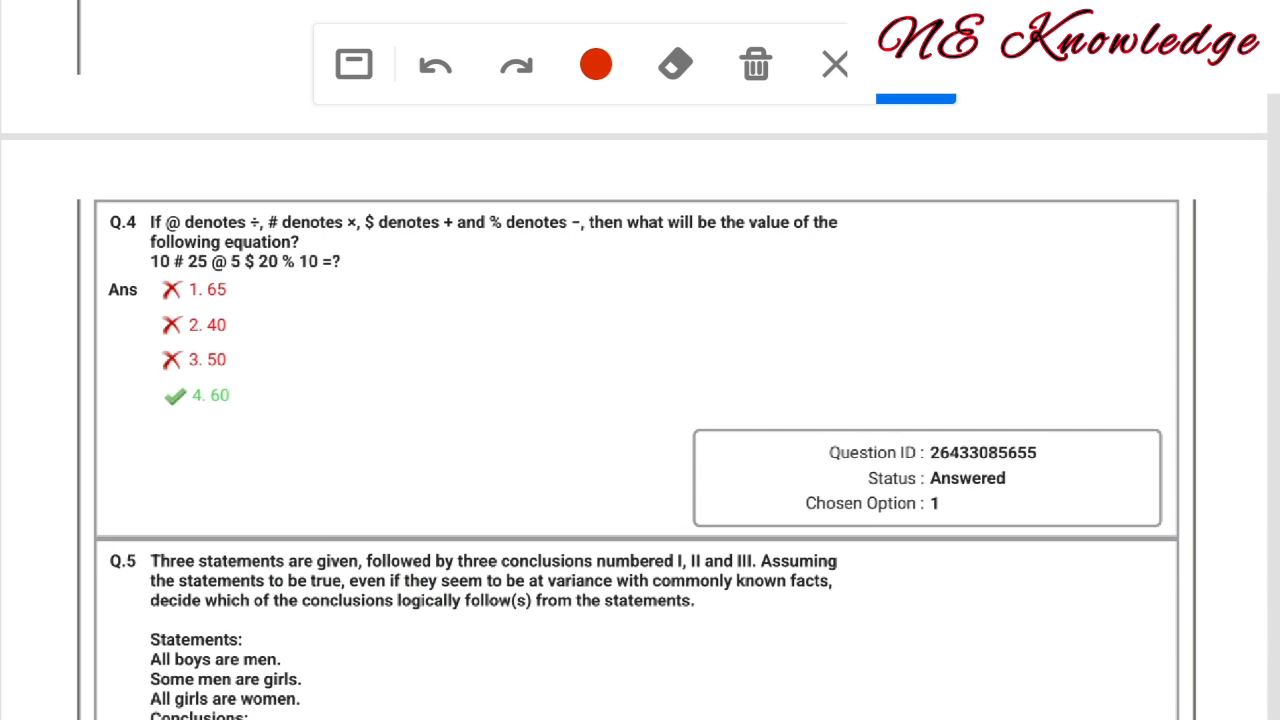 NE Knowledge
Q.4 If @ denotes ÷, # denotes ×, $ denotes + and % denotes −, then what will be the value of the
following equation?
10 # 25 @ 5 $ 20 % 10 =?
Ans 1. 65
2. 40
3. 50
4. 60
Question ID : 26433085655
Status : Answered
Chosen Option : 1
Q.5 Three statements are given, followed by three conclusions numbered I, II and III. Assuming
the statements to be true, even if they seem to be at variance with commonly known facts,
decide which of the conclusions logically follow(s) from the statements.
Statements:
All boys are men.
Some men are girls.
All girls are women.
Conclusions: